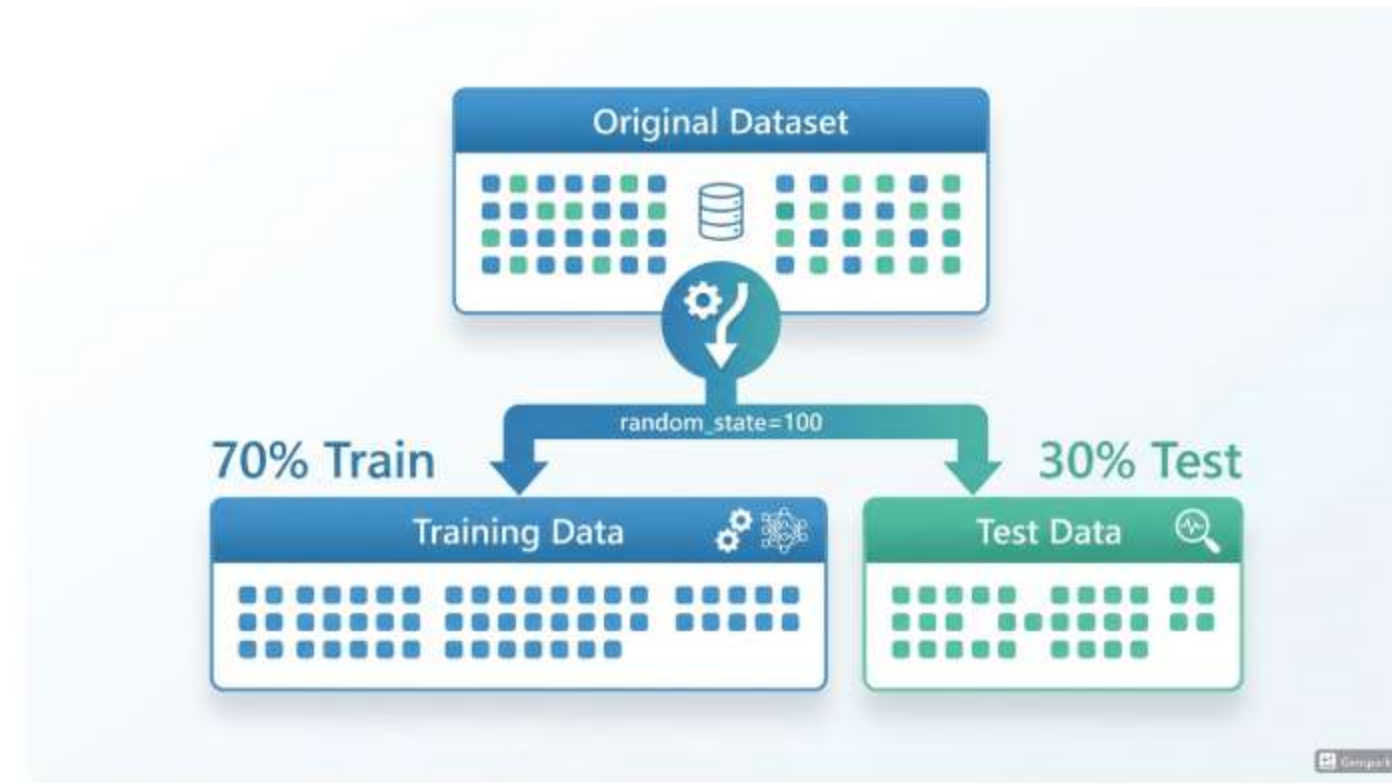 Original Dataset
random_state=100
70% Train
30% Test
Training Data
Test Data